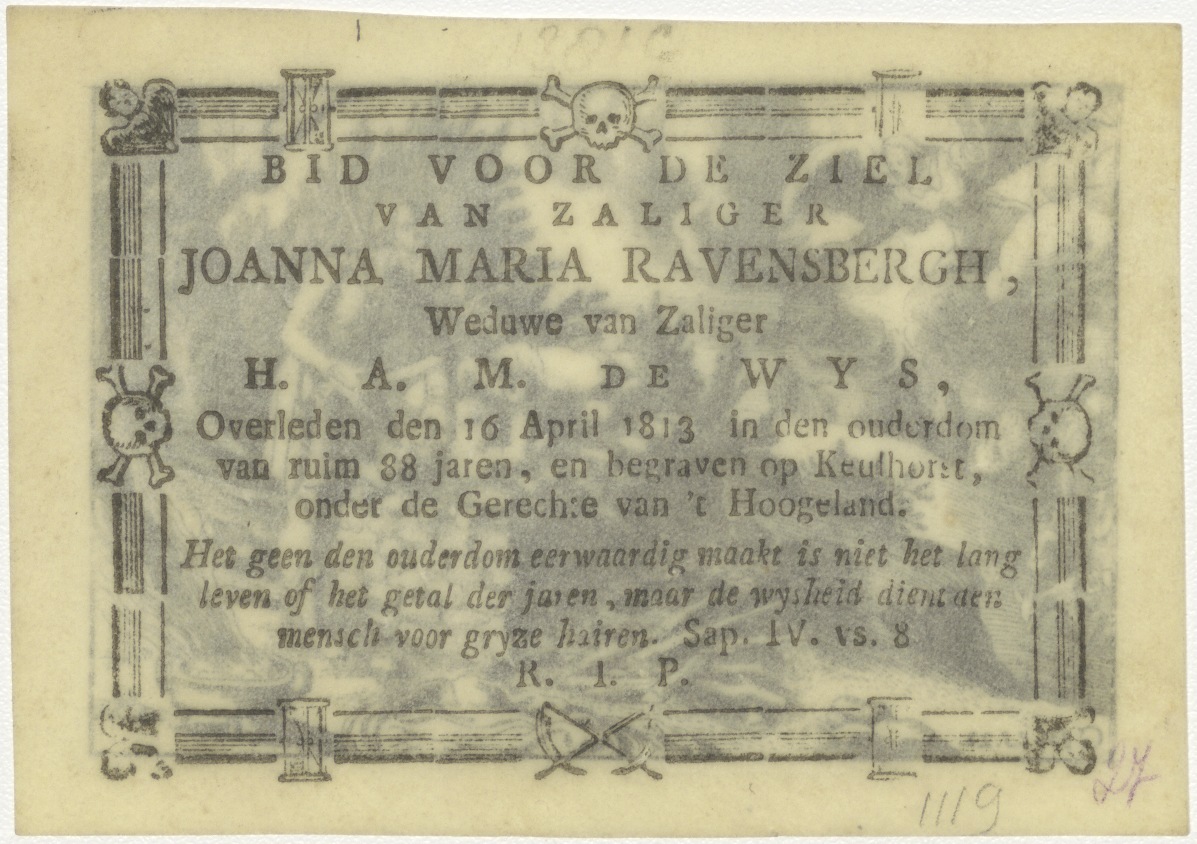 BID VOOR DE ZIEL
VAN ZALIGER
JOANNA MARIA RAVENSBERGH,
Weduwe van Zaliger
H. A. M. DE WYS,
Overleden den 16 April 1813 in den ouderdom
van ruim 88 jaren, en begraven op Keulhorst,
onder de Gerechte van 't Hoogeland.
Het geen den ouderdom eerwaardig maakt is niet het lang
leven of het getal der jaren, maar de wysheid dient den
mensch voor gryze hairen. Sap. IV. vs. 8
R. I. P.
27
1119